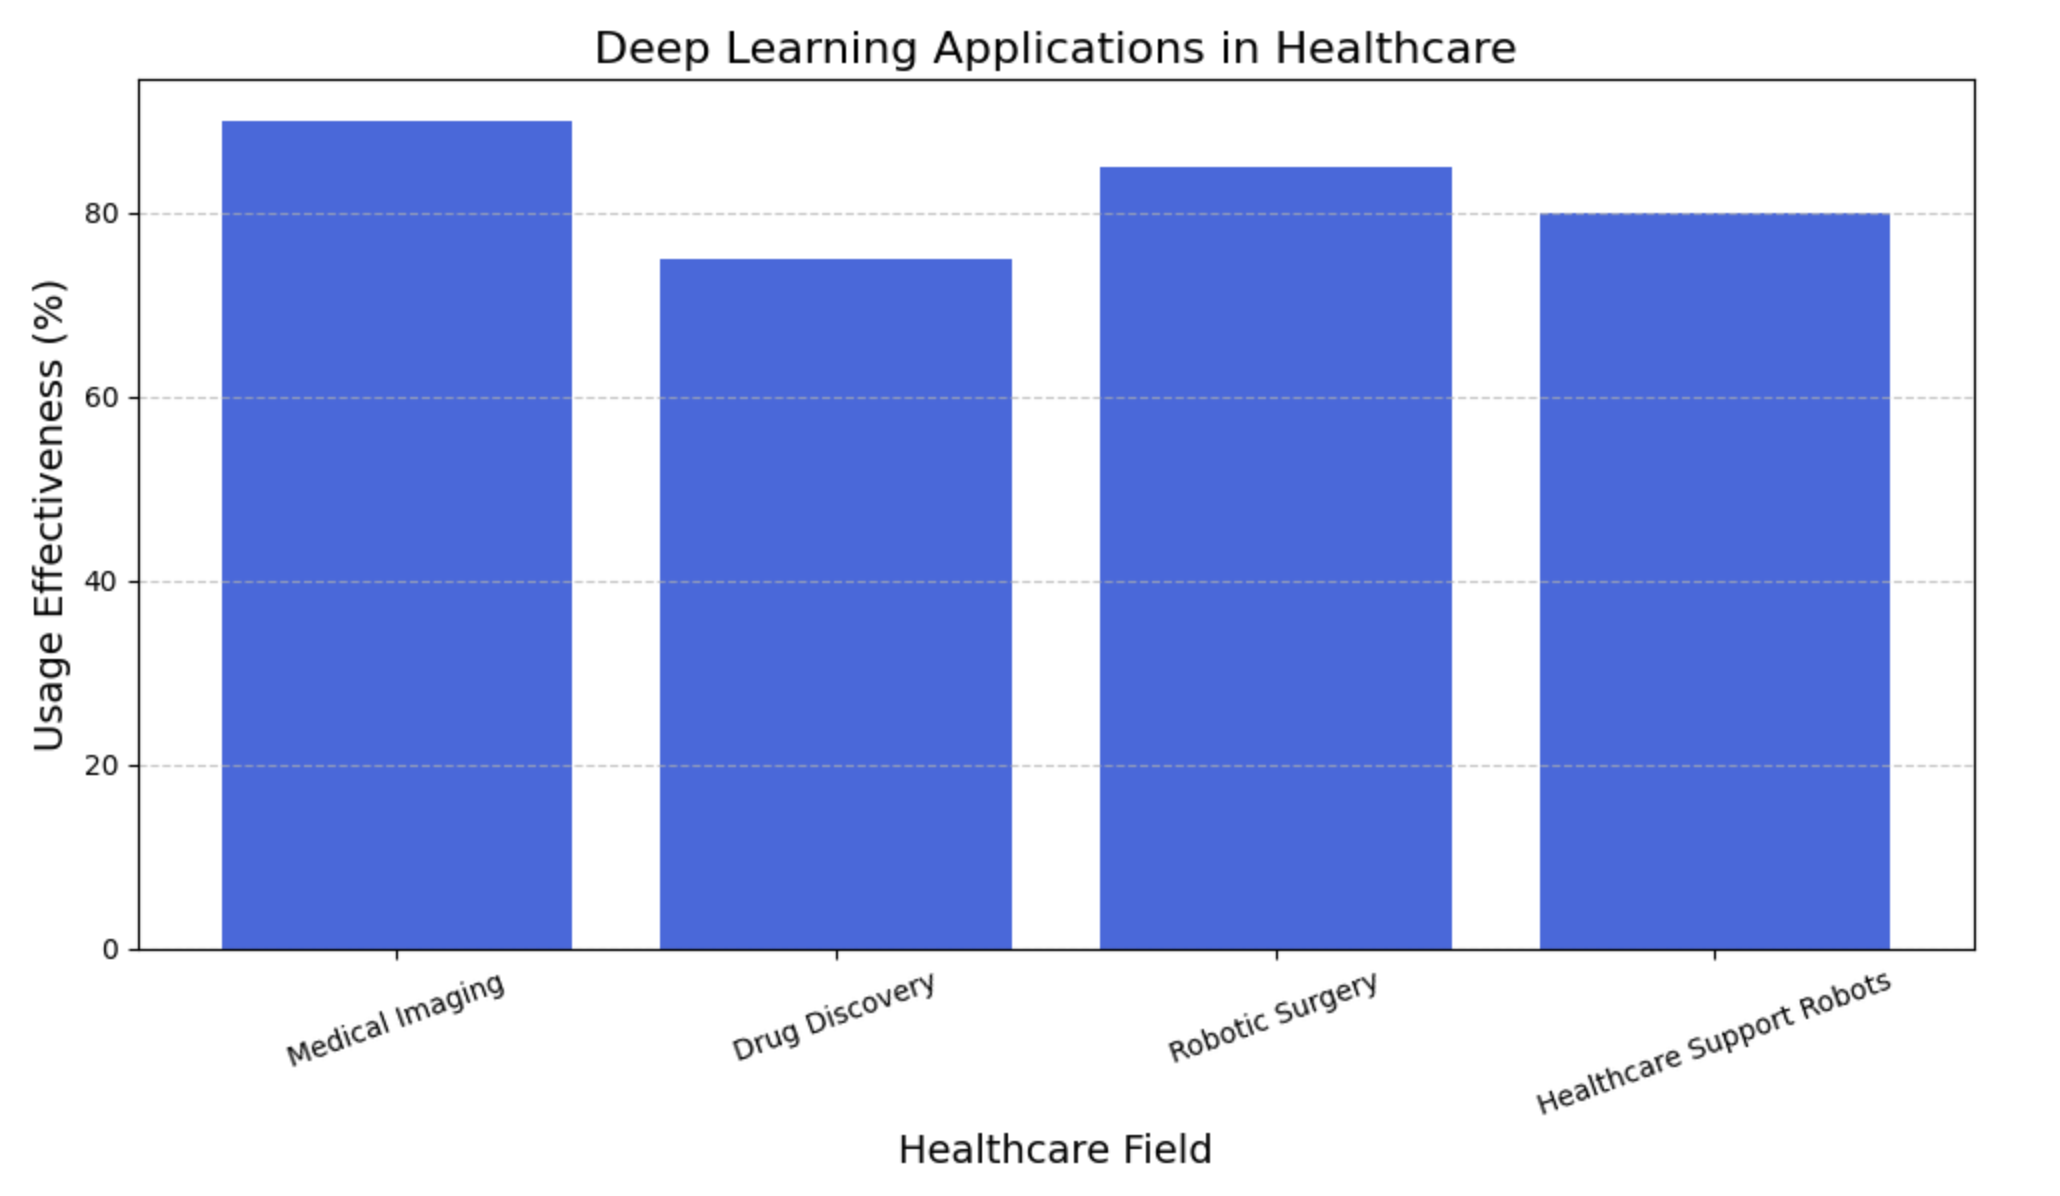 Deep Learning Applications in Healthcare
Usage Effectiveness (%)
80
60
40
20
0
Medical Imaging
Drug Discovery
Robotic Surgery
Healthcare Support Robots
Healthcare Field